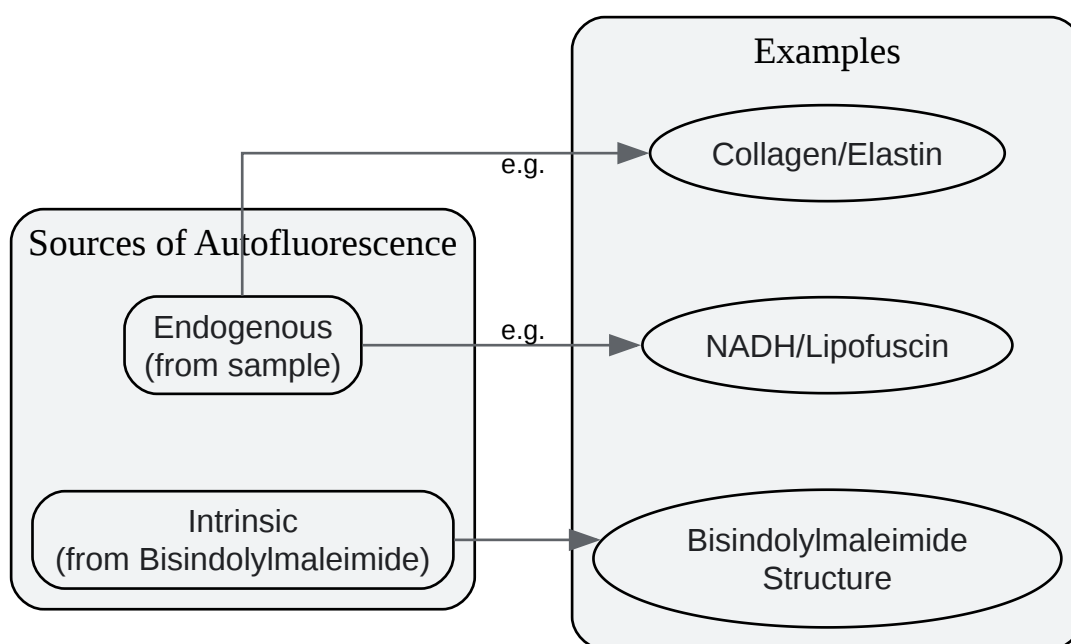 Examples
Collagen/Elastin
e.g.
Sources of Autofluorescence
Endogenous
(from sample)
e.g.
NADH/Lipofuscin
Intrinsic
(from Bisindolylmaleimide)
Bisindolylmaleimide
Structure